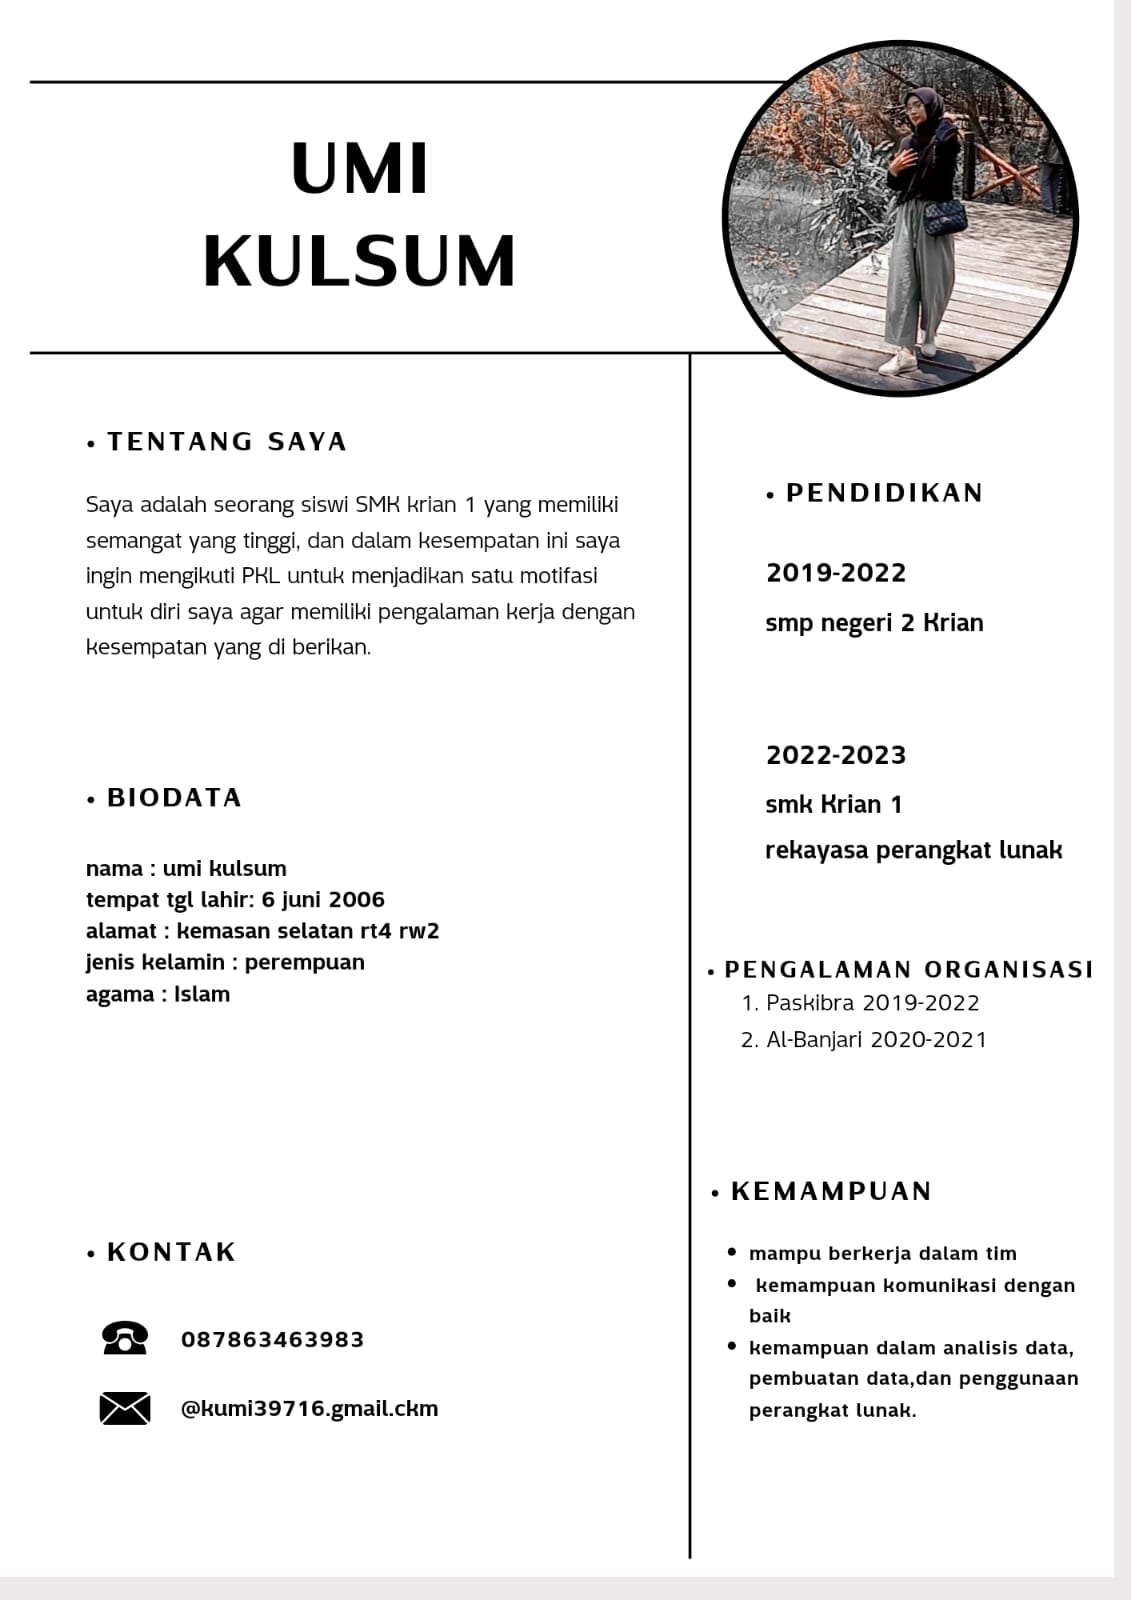 UMI
KULSUM
• TENTANG SAYA
Saya adalah seorang siswi SMK krian 1 yang memiliki
semangat yang tinggi, dan dalam kesempatan ini saya
ingin mengikuti PKL untuk menjadikan satu motifasi
untuk diri saya agar memiliki pengalaman kerja dengan
kesempatan yang di berikan.
• BIODATA
nama : umi kulsum
tempat tgl lahir: 6 juni 2006
alamat : kemasan selatan rt4 rw2
jenis kelamin : perempuan
agama : Islam
• KONTAK
087863463983
@kumi39716.gmail.ckm
• PENDIDIKAN
2019-2022
smp negeri 2 Krian
2022-2023
smk Krian 1
rekayasa perangkat lunak
• PENGALAMAN ORGANISASI
1. Paskibra 2019-2022
2. Al-Banjari 2020-2021
• KEMAMPUAN
• mampu berkerja dalam tim
• kemampuan komunikasi dengan
baik
• kemampuan dalam analisis data,
pembuatan data,dan penggunaan
perangkat lunak.